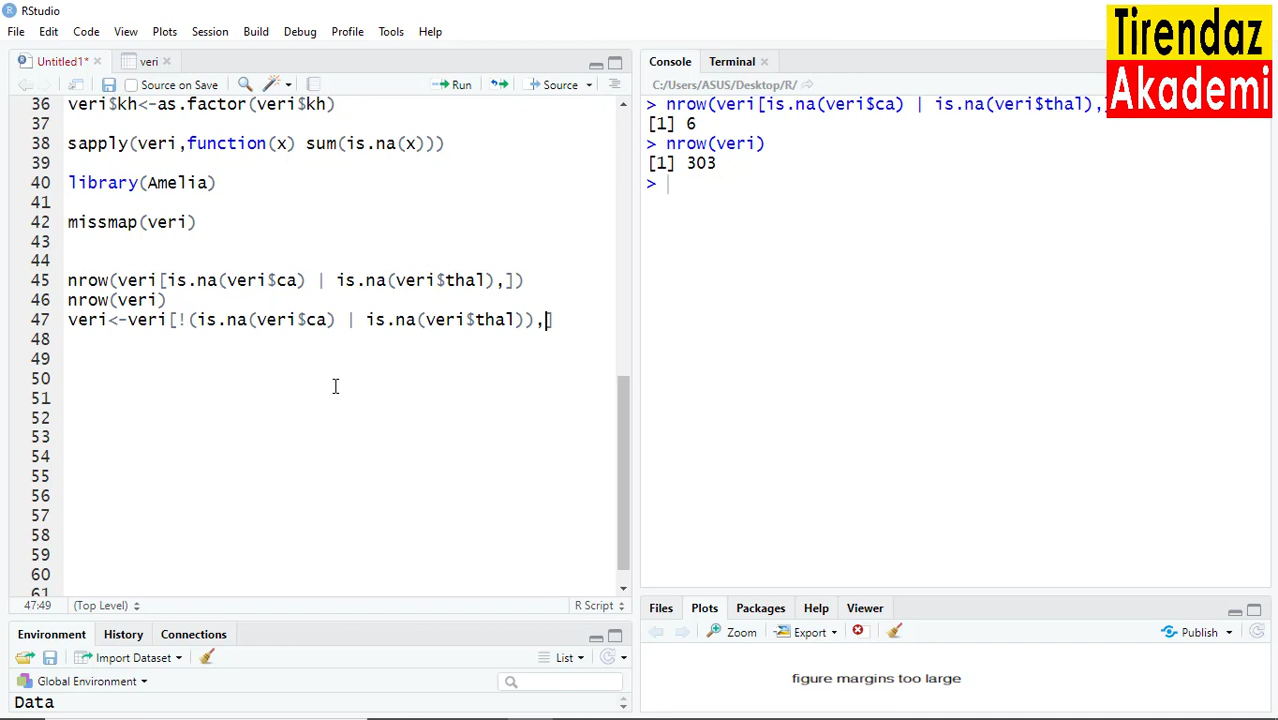 RStudio
File Edit Code View Plots Session Build Debug Profile Tools Help
Tirendaz
Akademi
Untitled1* × veri ×
Source on Save Run Source
36 veri$kh<-as.factor(veri$kh)
37
38 sapply(veri,function(x) sum(is.na(x)))
39
40 library(Amelia)
41
42 missmap(veri)
43
44
45 nrow(veri[is.na(veri$ca) | is.na(veri$thal),])
46 nrow(veri)
47 veri<-veri[!(is.na(veri$ca) | is.na(veri$thal)),]
48
49
50
51
52
53
54
55
56
57
58
59
60
61
47:49 (Top Level) R Script
Console Terminal ×
C:/Users/ASUS/Desktop/R/
> nrow(veri[is.na(veri$ca) | is.na(veri$thal),
[1] 6
> nrow(veri)
[1] 303
>
Environment History Connections
Import Dataset List
Global Environment
Data
Files Plots Packages Help Viewer
Zoom Export Publish
figure margins too large